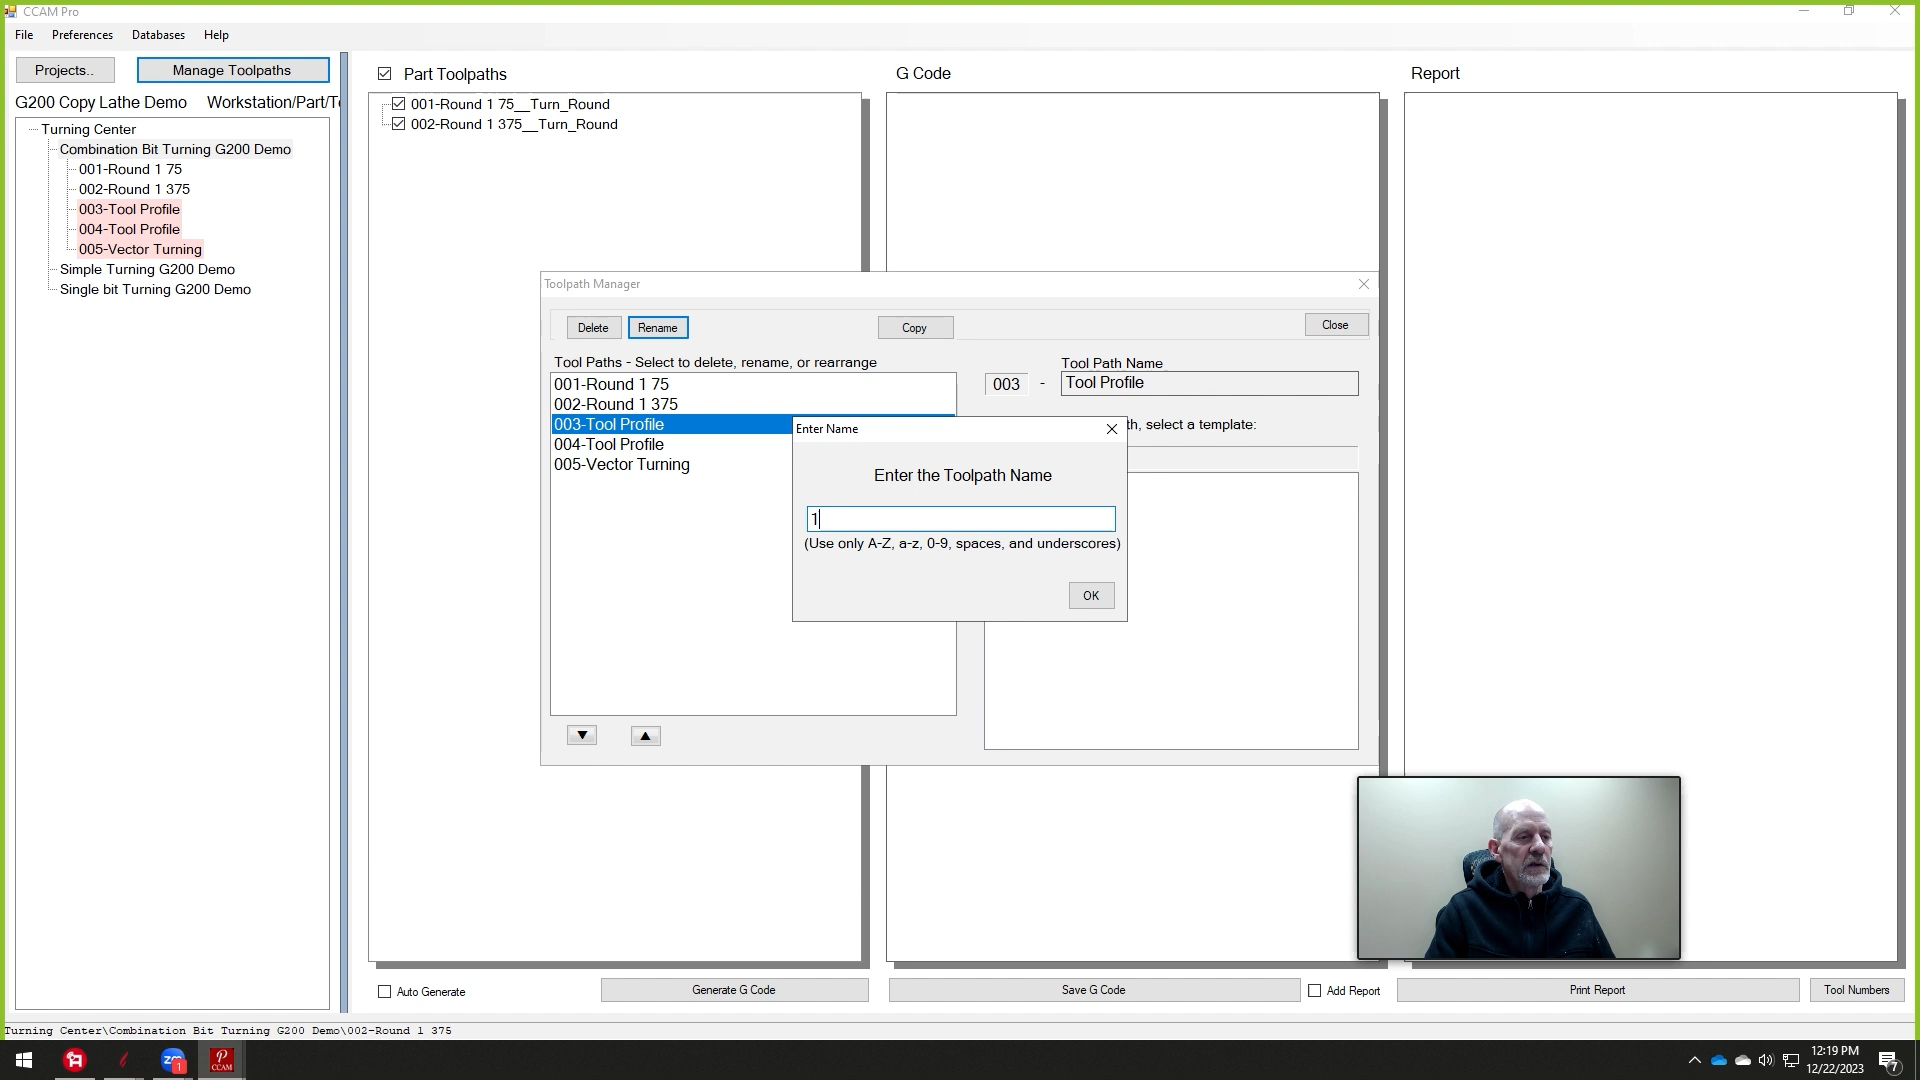 CCAM Pro
File Preferences Databases Help
Projects.. Manage Toolpaths
G200 Copy Lathe Demo Workstation/Part/T
Turning Center
Combination Bit Turning G200 Demo
001-Round 1 75
002-Round 1 375
003-Tool Profile
004-Tool Profile
005-Vector Turning
Simple Turning G200 Demo
Single bit Turning G200 Demo
Part Toolpaths
001-Round 1 75__Turn_Round
002-Round 1 375__Turn_Round
G Code
Report
Toolpath Manager
Delete Rename Copy Close
Tool Paths - Select to delete, rename, or rearrange
001-Round 1 75
002-Round 1 375
003-Tool Profile
004-Tool Profile
005-Vector Turning
Tool Path Name
003 - Tool Profile
th, select a template:
Enter Name
Enter the Toolpath Name
1
(Use only A-Z, a-z, 0-9, spaces, and underscores)
OK
▼ ▲
Auto Generate Generate G Code Save G Code Add Report Print Report Tool Numbers
Turning Center\Combination Bit Turning G200 Demo\002-Round 1 375
zm 1
P
CCAM
12:19 PM
12/22/2023
7